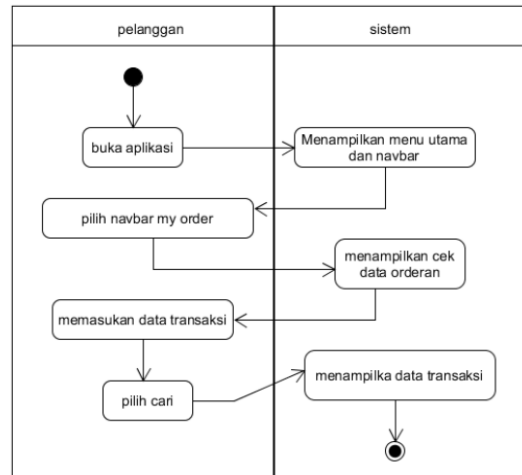 pelanggan
sistem
buka aplikasi
Menampilkan menu utama
dan navbar
pilih navbar my order
menampilkan cek
data orderan
memasukan data transaksi
menampilka data transaksi
pilih cari